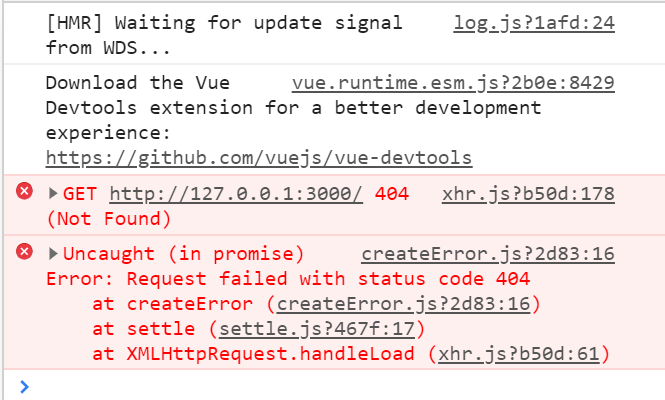 [HMR] Waiting for update signal log.js?1afd:24
from WDS...
Download the Vue vue.runtime.esm.js?2b0e:8429
Devtools extension for a better development
experience:
https://github.com/vuejs/vue-devtools
GET http://127.0.0.1:3000/ 404 xhr.js?b50d:178
(Not Found)
Uncaught (in promise) createError.js?2d83:16
Error: Request failed with status code 404
at createError (createError.js?2d83:16)
at settle (settle.js?467f:17)
at XMLHttpRequest.handleLoad (xhr.js?b50d:61)